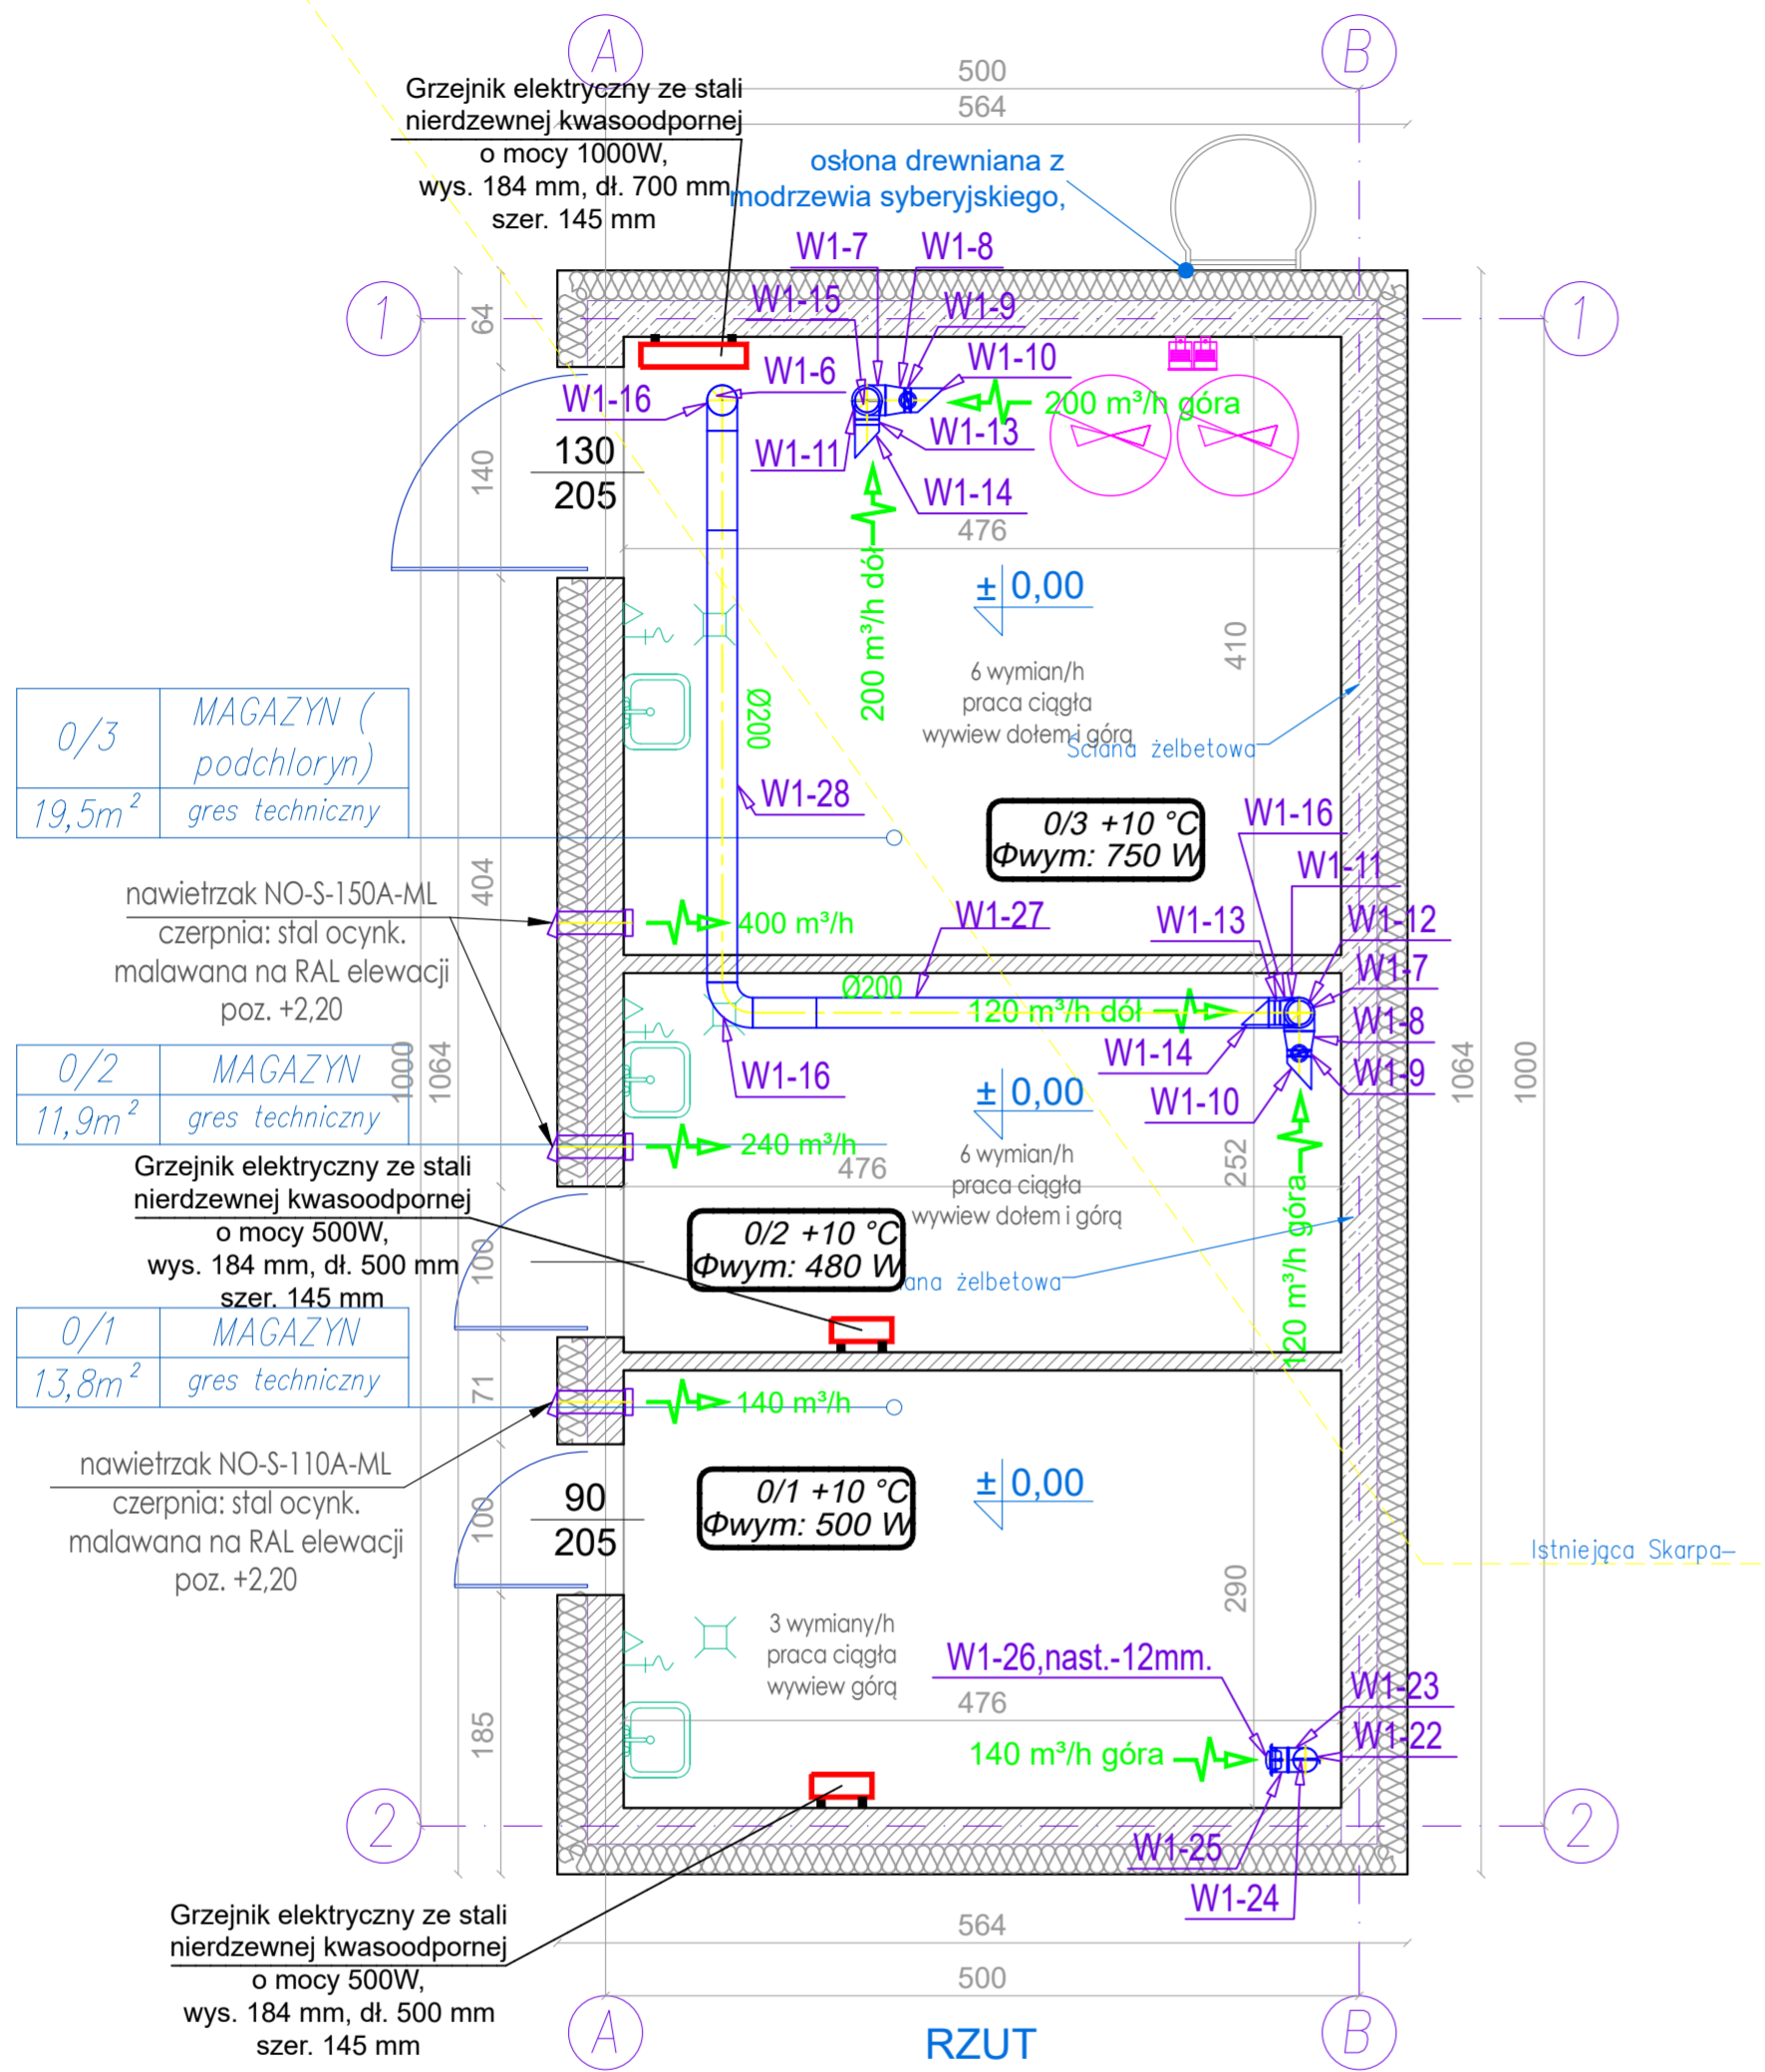 A
B
500
564
Grzejnik elektryczny ze stali
nierdzewnej kwasoodpornej
o mocy 1000W,
wys. 184 mm, dł. 700 mm
szer. 145 mm
osłona drewniana z
modrzewia syberyjskiego,
W1-7
W1-8
W1-15
W1-9
1
1
64
W1-6
W1-10
W1-16
200 m³/h góra
W1-13
W1-11
130
205
140
W1-14
476
200 m³/h dół
± 0,00
410
6 wymian/h
praca ciągła
wywiew dołem i górą
Ściana żelbetowa
Ø200
0/3
MAGAZYN (
podchloryn)
19,5m²
gres techniczny
W1-28
W1-16
0/3 +10 °C
Φwym: 750 W
W1-11
404
nawietrzak NO-S-150A-ML
czerpnia: stal ocynk.
malawana na RAL elewacji
poz. +2,20
400 m³/h
W1-27
W1-13
W1-12
W1-7
Ø200
120 m³/h dół
W1-8
W1-14
W1-9
W1-16
W1-10
± 0,00
0/2
MAGAZYN
11,9m²
gres techniczny
1000
1064
1064
1000
240 m³/h
476
252
6 wymian/h
praca ciągła
wywiew dołem i górą
120 m³/h góra
Grzejnik elektryczny ze stali
nierdzewnej kwasoodpornej
o mocy 500W,
wys. 184 mm, dł. 500 mm
szer. 145 mm
100
0/2 +10 °C
Φwym: 480 W
ana żelbetowa
0/1
MAGAZYN
13,8m²
gres techniczny
71
140 m³/h
nawietrzak NO-S-110A-ML
czerpnia: stal ocynk.
malawana na RAL elewacji
poz. +2,20
100
90
205
0/1 +10 °C
Φwym: 500 W
± 0,00
Istniejąca Skarpa
290
3 wymiany/h
praca ciągła
wywiew górą
W1-26,nast.-12mm.
W1-23
476
W1-22
185
140 m³/h góra
2
2
W1-25
W1-24
Grzejnik elektryczny ze stali
nierdzewnej kwasoodpornej
o mocy 500W,
wys. 184 mm, dł. 500 mm
szer. 145 mm
564
500
A
B
RZUT